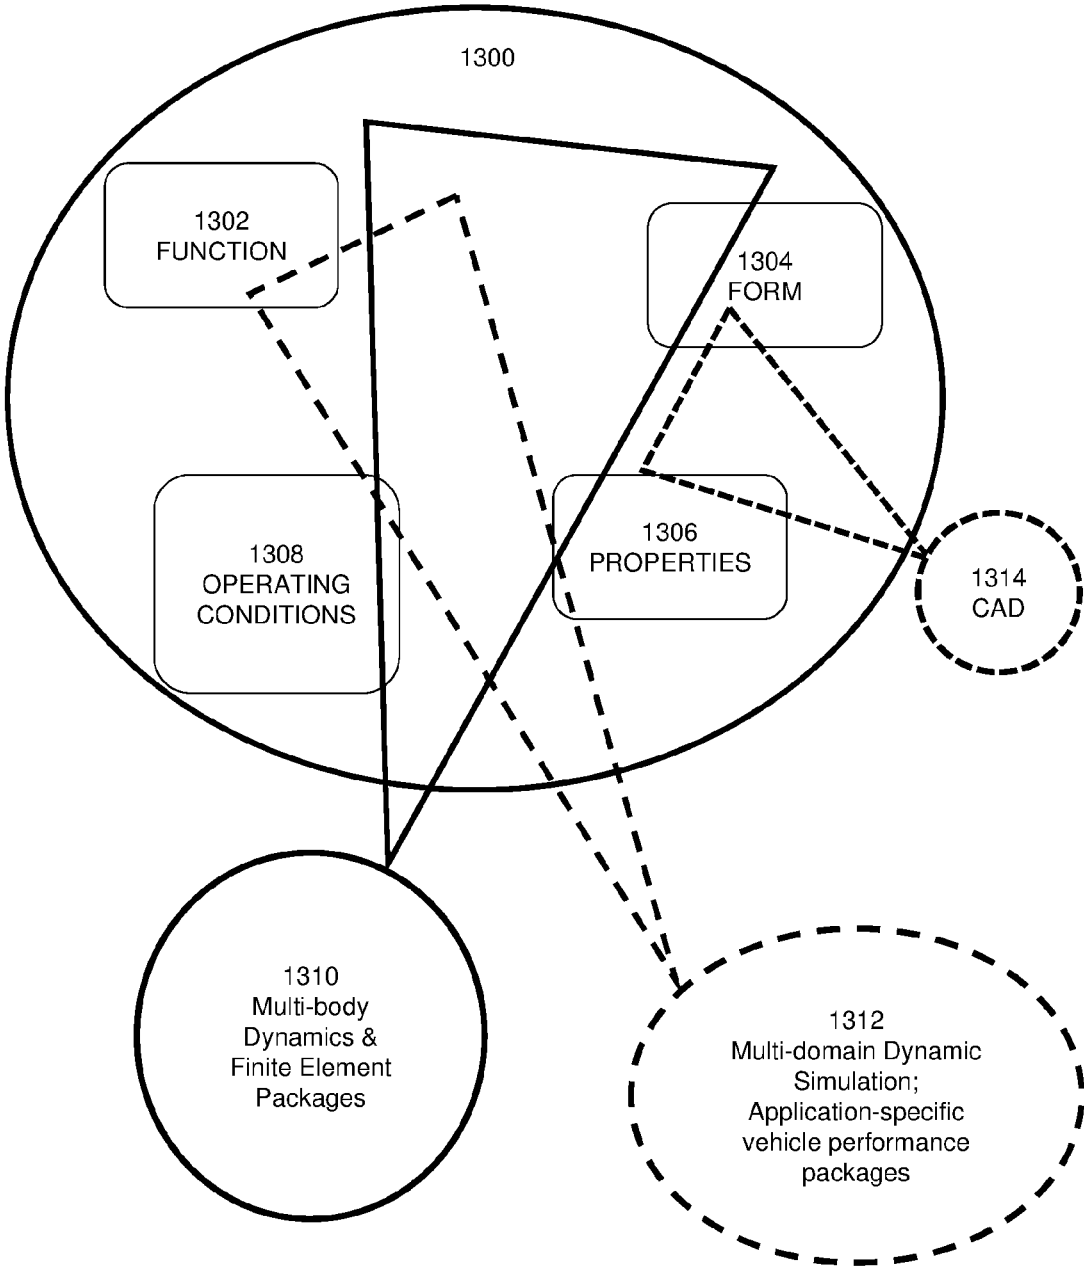 1300
1302
FUNCTION
1304
FORM
1308
OPERATING
CONDITIONS
1306
PROPERTIES
1314
CAD
1310
Multi-body
Dynamics &
Finite Element
Packages
1312
Multi-domain Dynamic
Simulation;
Application-specific
vehicle performance
packages